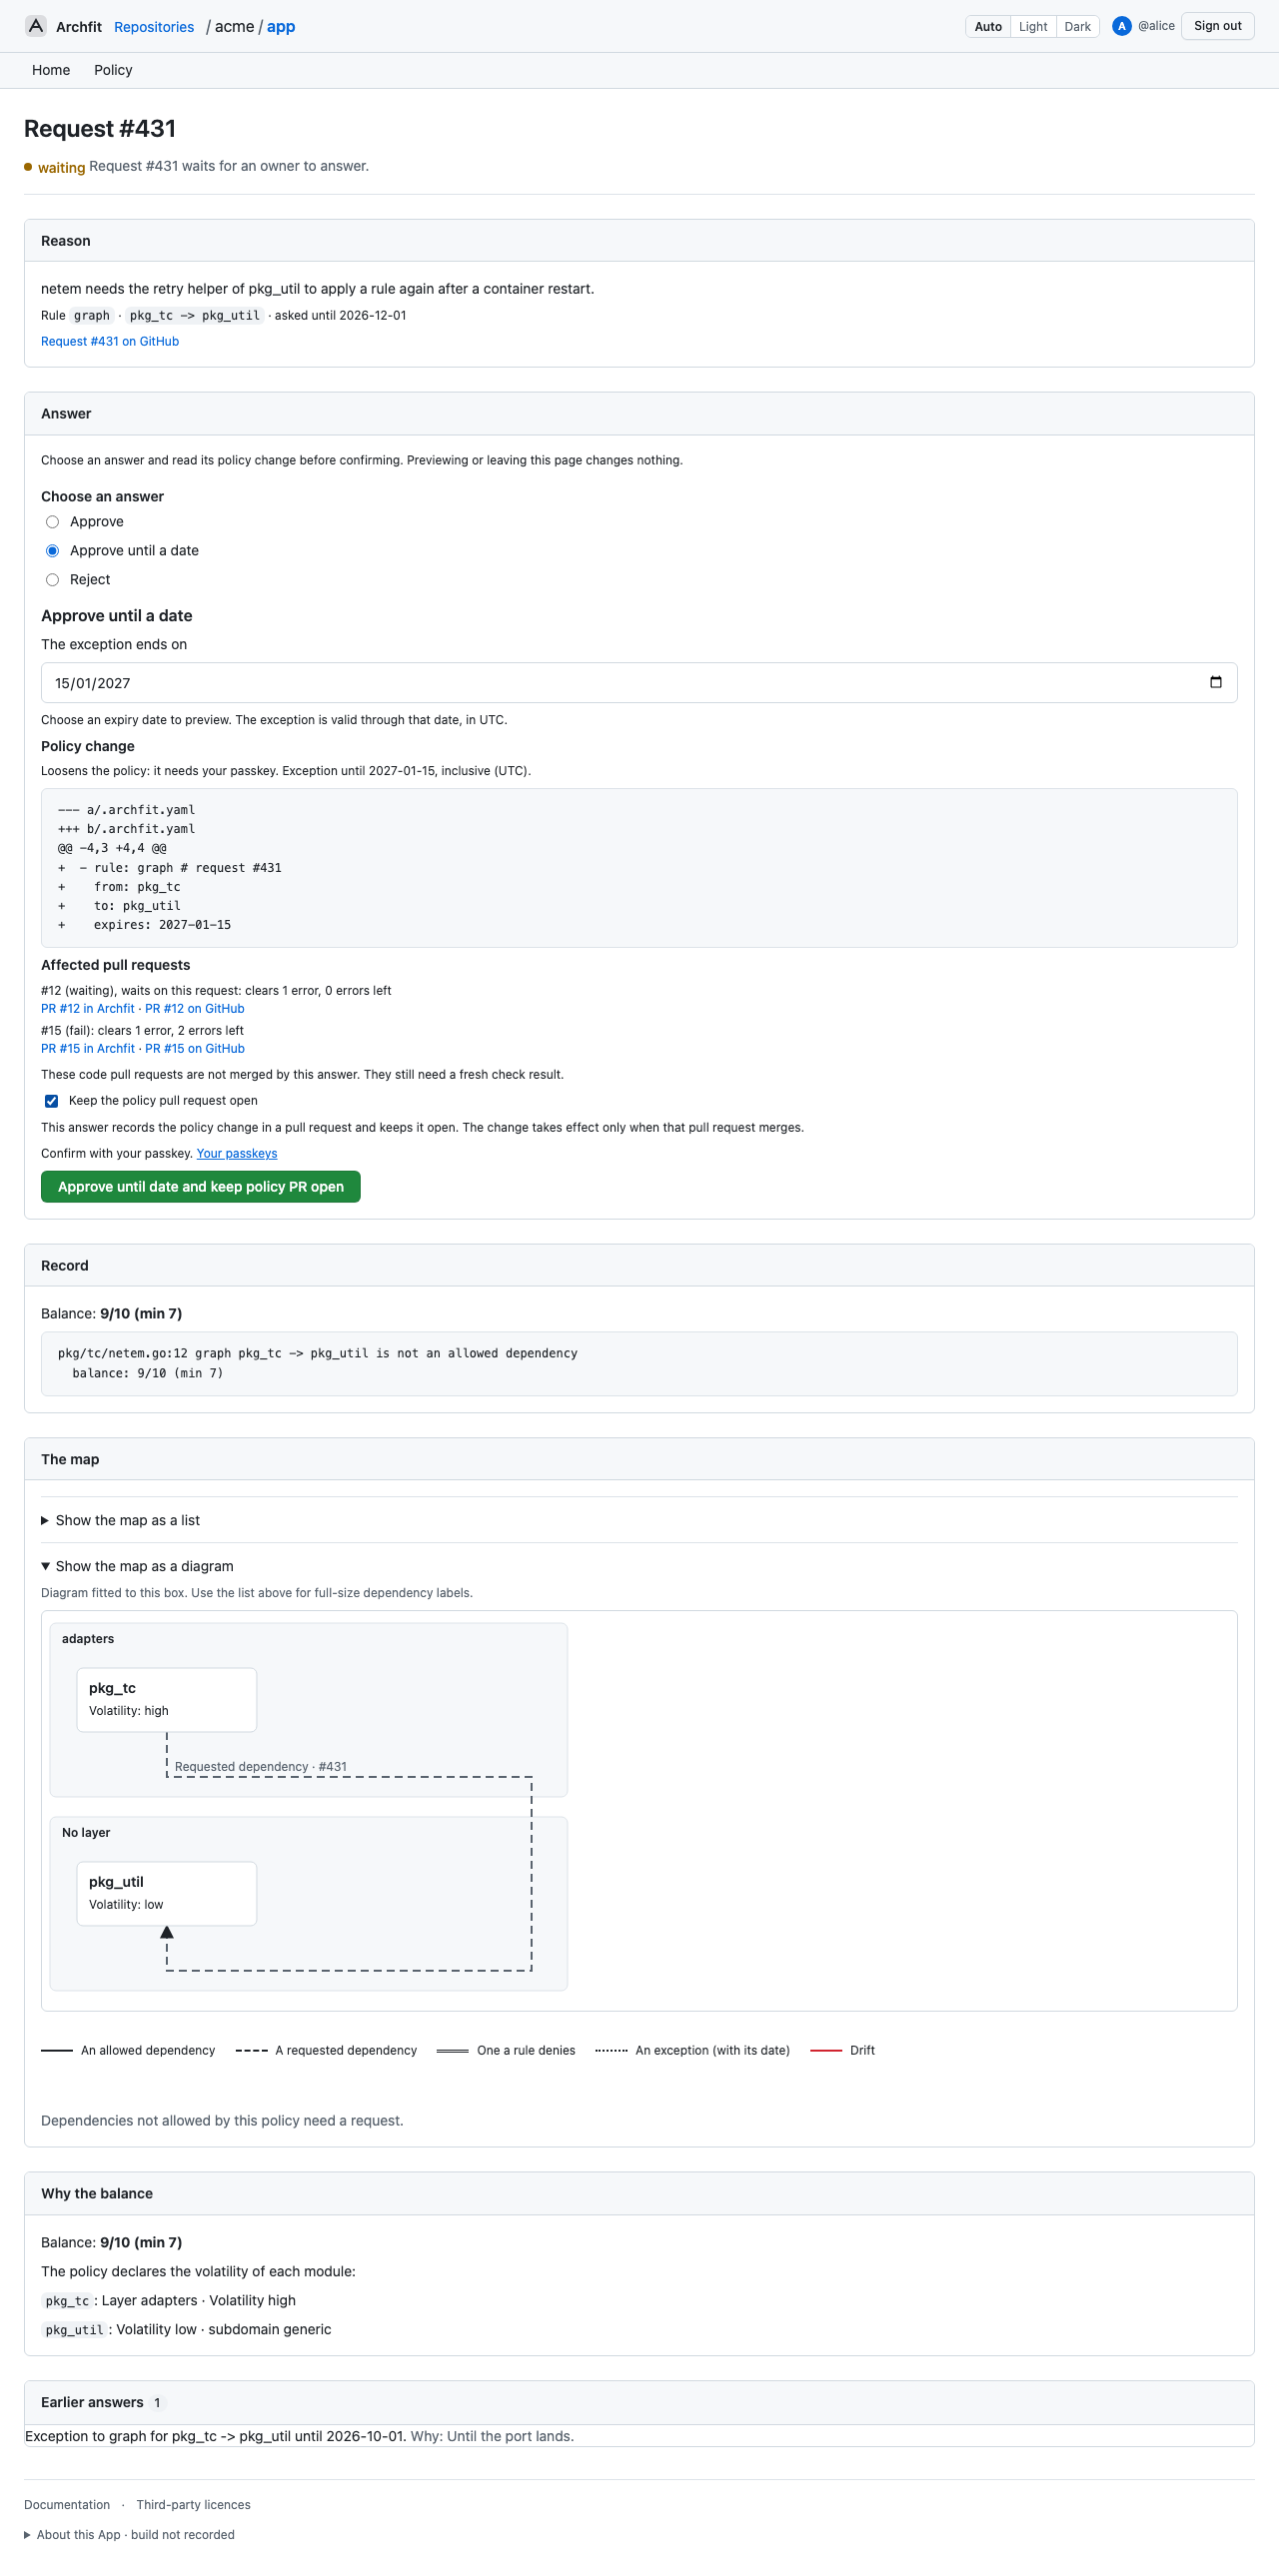 Archfit Repositories / acme / app Auto Light Dark A @alice Sign out
Home Policy
Request #431
waiting Request #431 waits for an owner to answer.
Reason
netem needs the retry helper of pkg_util to apply a rule again after a container restart.
Rule graph · pkg_tc -> pkg_util · asked until 2026-12-01
Request #431 on GitHub
Answer
Choose an answer and read its policy change before confirming. Previewing or leaving this page changes nothing.
Choose an answer
Approve
Approve until a date
Reject
Approve until a date
The exception ends on
15/01/2027
Choose an expiry date to preview. The exception is valid through that date, in UTC.
Policy change
Loosens the policy: it needs your passkey. Exception until 2027-01-15, inclusive (UTC).
--- a/.archfit.yaml
+++ b/.archfit.yaml
@@ -4,3 +4,4 @@
+  - rule: graph # request #431
+    from: pkg_tc
+    to: pkg_util
+    expires: 2027-01-15
Affected pull requests
#12 (waiting), waits on this request: clears 1 error, 0 errors left
PR #12 in Archfit · PR #12 on GitHub
#15 (fail): clears 1 error, 2 errors left
PR #15 in Archfit · PR #15 on GitHub
These code pull requests are not merged by this answer. They still need a fresh check result.
Keep the policy pull request open
This answer records the policy change in a pull request and keeps it open. The change takes effect only when that pull request merges.
Confirm with your passkey. Your passkeys
Approve until date and keep policy PR open
Record
Balance: 9/10 (min 7)
pkg/tc/netem.go:12 graph pkg_tc -> pkg_util is not an allowed dependency
balance: 9/10 (min 7)
The map
Show the map as a list
Show the map as a diagram
Diagram fitted to this box. Use the list above for full-size dependency labels.
adapters
pkg_tc
Volatility: high
Requested dependency · #431
No layer
pkg_util
Volatility: low
An allowed dependency A requested dependency One a rule denies An exception (with its date) Drift
Dependencies not allowed by this policy need a request.
Why the balance
Balance: 9/10 (min 7)
The policy declares the volatility of each module:
pkg_tc: Layer adapters · Volatility high
pkg_util: Volatility low · subdomain generic
Earlier answers 1
Exception to graph for pkg_tc -> pkg_util until 2026-10-01. Why: Until the port lands.
Documentation · Third-party licences
About this App · build not recorded